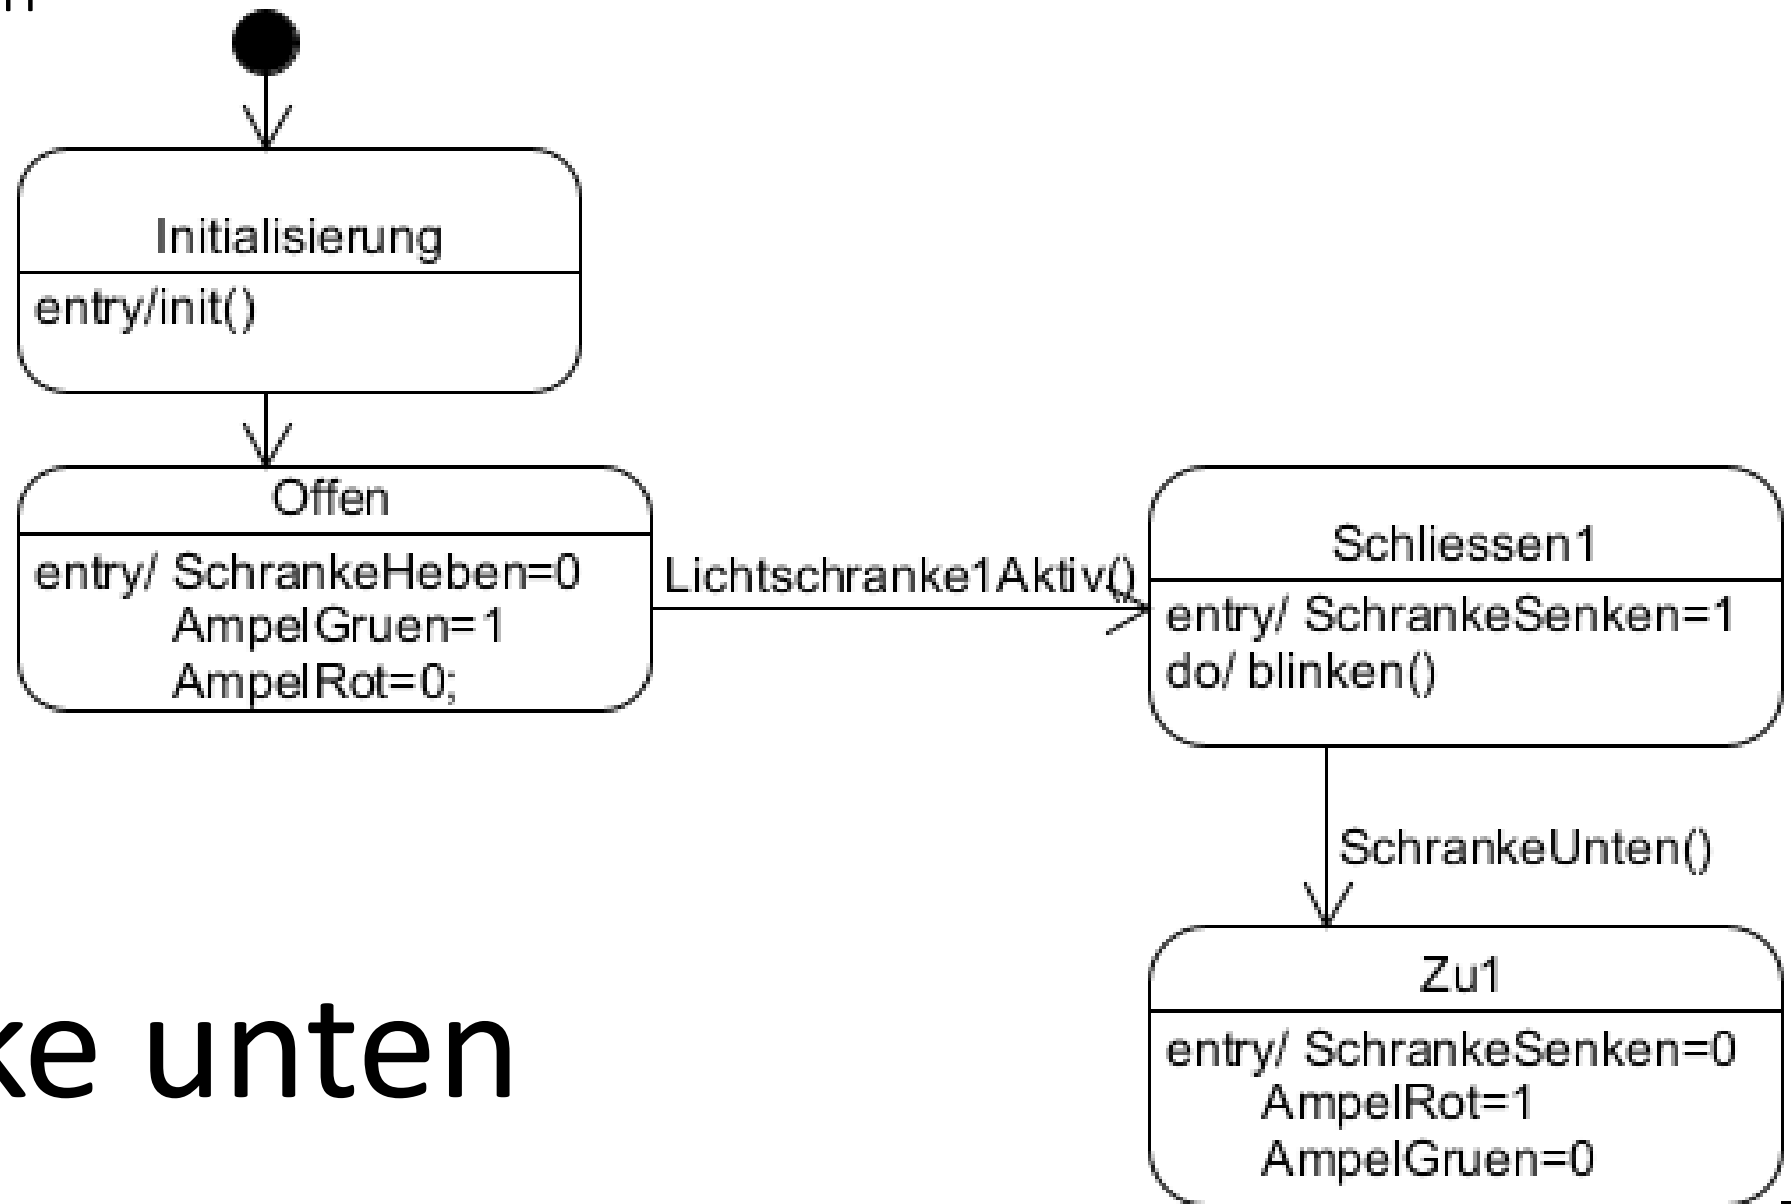 Initialisierung
entry/init()
Offen
entry/ SchrankeHeben=0
AmpelGruen=1
AmpelRot=0;
Lichtschranke1Aktiv()
Schliessen1
entry/ SchrankeSenken=1
do/ blinken()
SchrankeUnten()
Zu1
entry/ SchrankeSenken=0
AmpelRot=1
AmpelGruen=0
ke unten